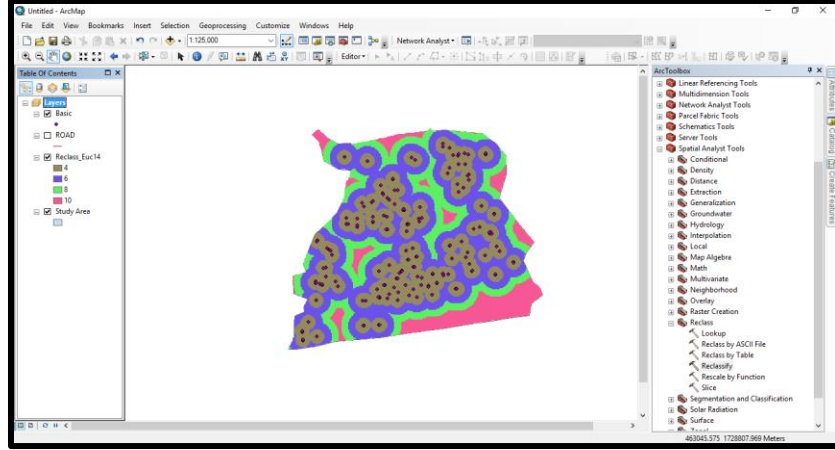 Untitled - ArcMap
File Edit View Bookmarks Insert Selection Geoprocessing Customize Windows Help
1:125.000
Network Analyst
Editor
Table Of Contents
Layers
Basic
ROAD
Reclass_Euc14
4
6
8
10
Study Area
ArcToolbox
Linear Referencing Tools
Multidimension Tools
Network Analyst Tools
Parcel Fabric Tools
Schematics Tools
Server Tools
Spatial Analyst Tools
Conditional
Density
Distance
Extraction
Generalization
Groundwater
Hydrology
Interpolation
Local
Map Algebra
Math
Multivariate
Neighborhood
Overlay
Raster Creation
Reclass
Lookup
Reclass by ASCII File
Reclass by Table
Reclassify
Rescale by Function
Slice
Segmentation and Classification
Solar Radiation
Surface
Attributes
Catalog
Create Features
463045.575 1728807.969 Meters